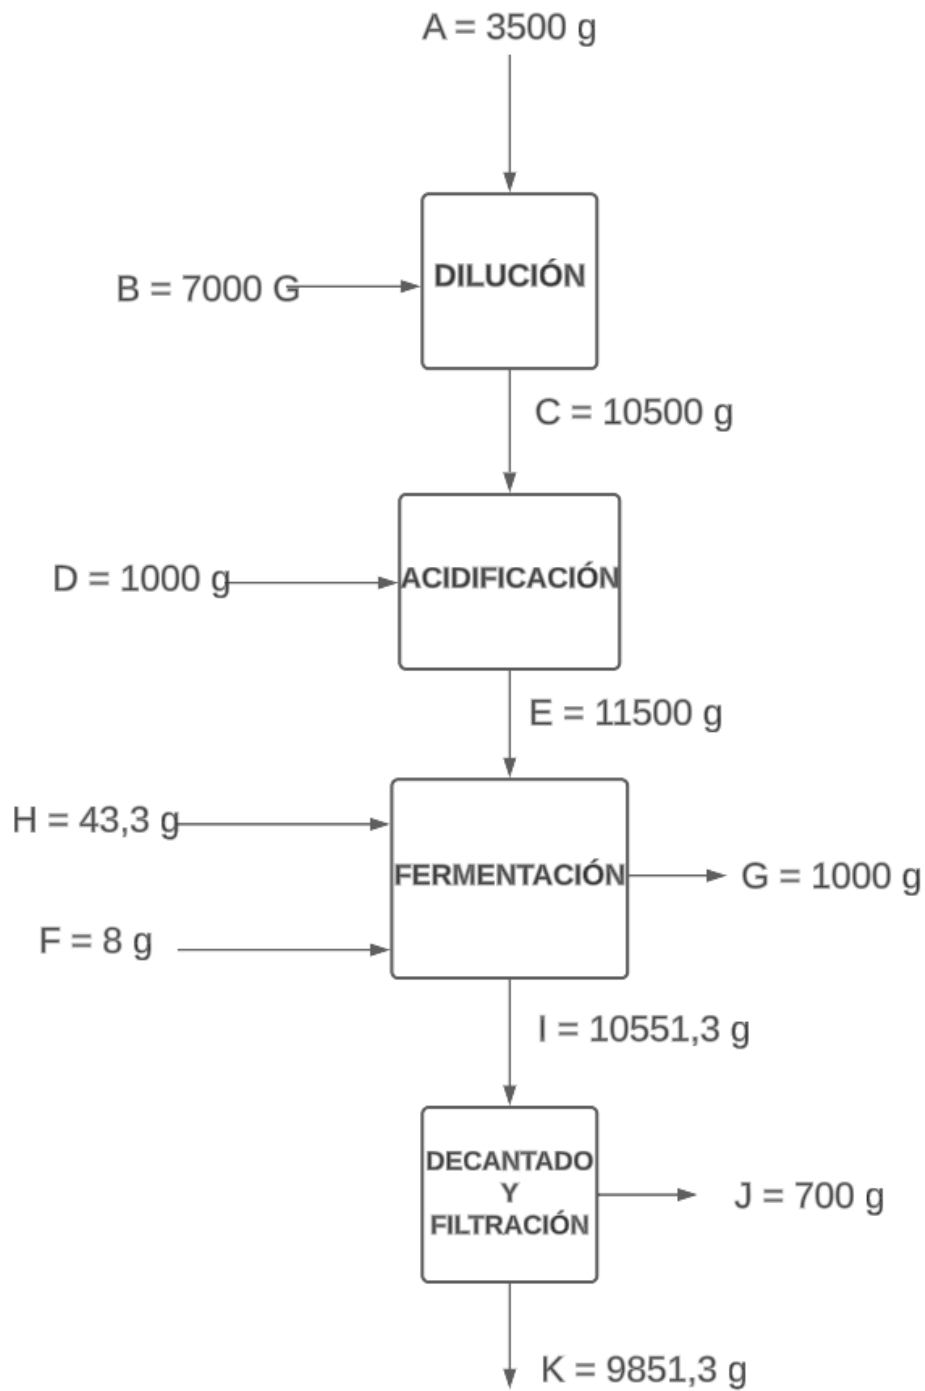 A = 3500 g
DILUCIÓN
B = 7000 G
C = 10500 g
D = 1000 g
ACIDIFICACIÓN
E = 11500 g
H = 43,3 g
FERMENTACIÓN
G = 1000 g
F = 8 g
I = 10551,3 g
DECANTADO
Y
FILTRACIÓN
J = 700 g
K = 9851,3 g